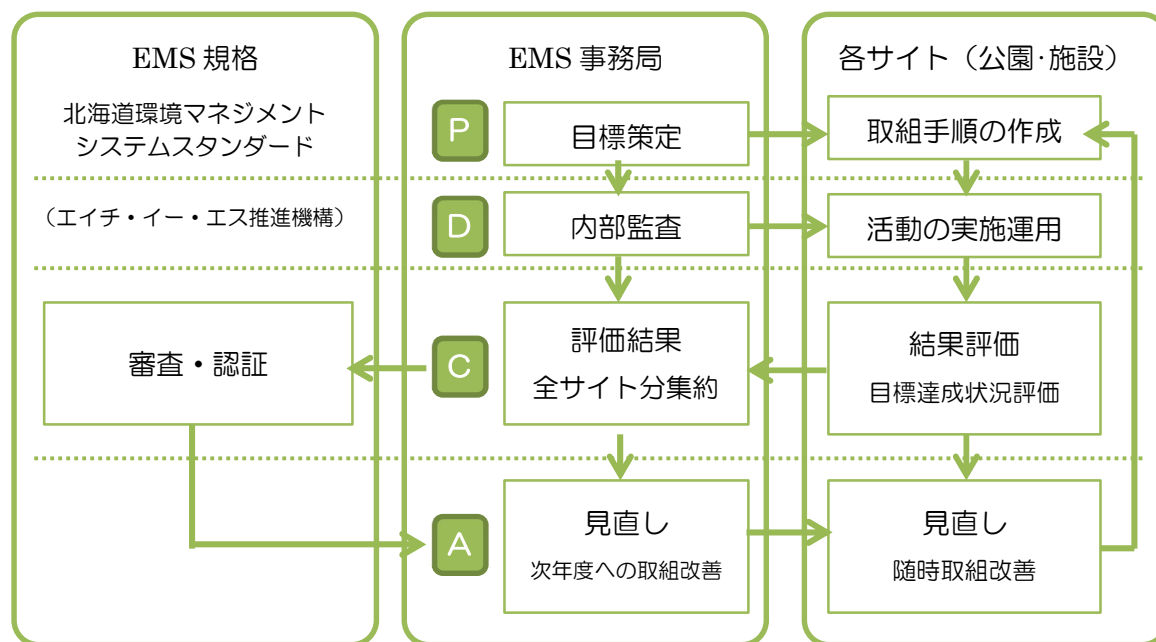 EMS 規格
北海道環境マネジメント
システムスタンダード
（エイチ・イー・エス推進機構）
審査・認証
EMS 事務局
P
目標策定
D
内部監査
C
評価結果
全サイト分集約
A
見直し
次年度への取組改善
各サイト（公園・施設）
取組手順の作成
活動の実施運用
結果評価
目標達成状況評価
見直し
随時取組改善